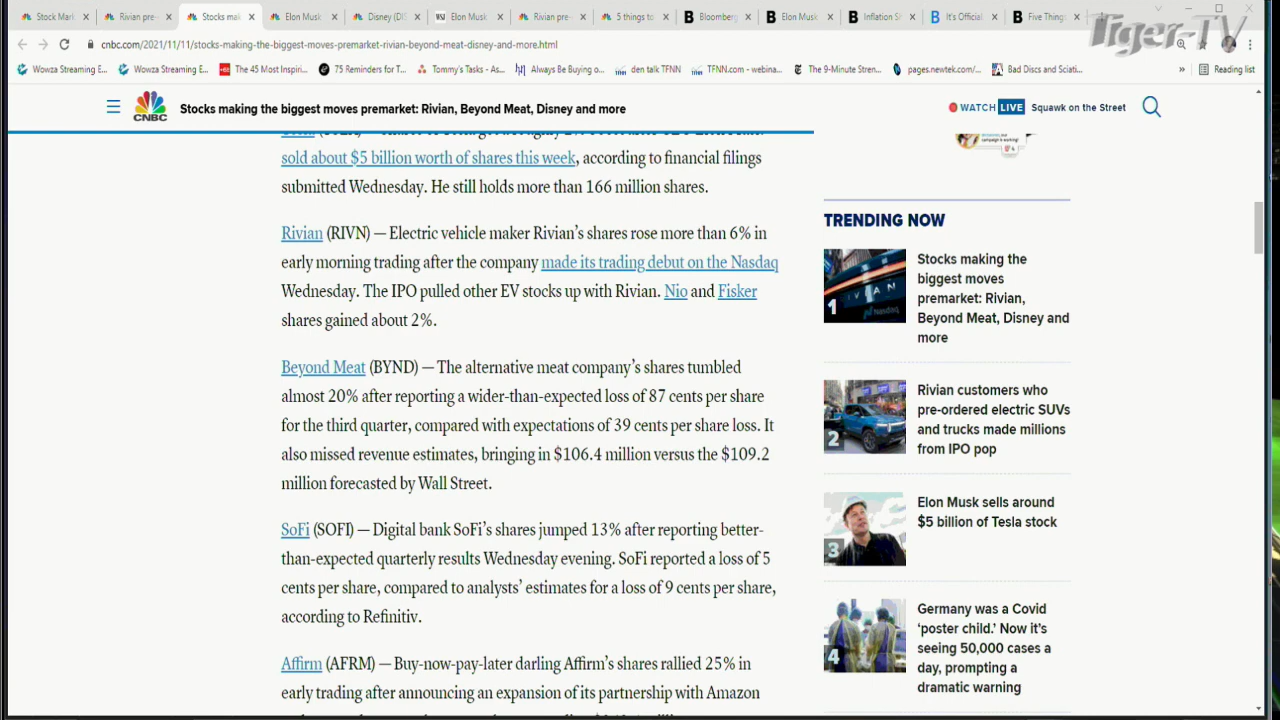 Stock Mark
Rivian pre-
Stocks mak
Elon Musk
Disney (DI
Elon Musk
Rivian pre-
5 things to
Bloomberg
Elon Musk
Inflation S
It's Official
Five Thing
Tiger-TV
cnbc.com/2021/11/11/stocks-making-the-biggest-moves-premarket-rivian-beyond-meat-disney-and-more.html
Wowza Streaming E...
Wowza Streaming E...
The 45 Most Inspiri...
75 Reminders for T...
Tommy's Tasks - As...
Always Be Buying o...
den talk TFNN
TFNN.com - webina...
The 9-Minute Stren...
pages.newtek.com/...
Bad Discs and Sciati...
»
Reading list
CNBC
Stocks making the biggest moves premarket: Rivian, Beyond Meat, Disney and more
WATCH LIVE Squawk on the Street
sold about $5 billion worth of shares this week, according to financial filings
submitted Wednesday. He still holds more than 166 million shares.
Rivian (RIVN) — Electric vehicle maker Rivian's shares rose more than 6% in
early morning trading after the company made its trading debut on the Nasdaq
Wednesday. The IPO pulled other EV stocks up with Rivian. Nio and Fisker
shares gained about 2%.
Beyond Meat (BYND) — The alternative meat company's shares tumbled
almost 20% after reporting a wider-than-expected loss of 87 cents per share
for the third quarter, compared with expectations of 39 cents per share loss. It
also missed revenue estimates, bringing in $106.4 million versus the $109.2
million forecasted by Wall Street.
SoFi (SOFI) — Digital bank SoFi's shares jumped 13% after reporting better-
than-expected quarterly results Wednesday evening. SoFi reported a loss of 5
cents per share, compared to analysts' estimates for a loss of 9 cents per share,
according to Refinitiv.
Affirm (AFRM) — Buy-now-pay-later darling Affirm's shares rallied 25% in
early trading after announcing an expansion of its partnership with Amazon
TRENDING NOW
1
Stocks making the
biggest moves
premarket: Rivian,
Beyond Meat, Disney and
more
2
Rivian customers who
pre-ordered electric SUVs
and trucks made millions
from IPO pop
3
Elon Musk sells around
$5 billion of Tesla stock
4
Germany was a Covid
'poster child.' Now it's
seeing 50,000 cases a
day, prompting a
dramatic warning